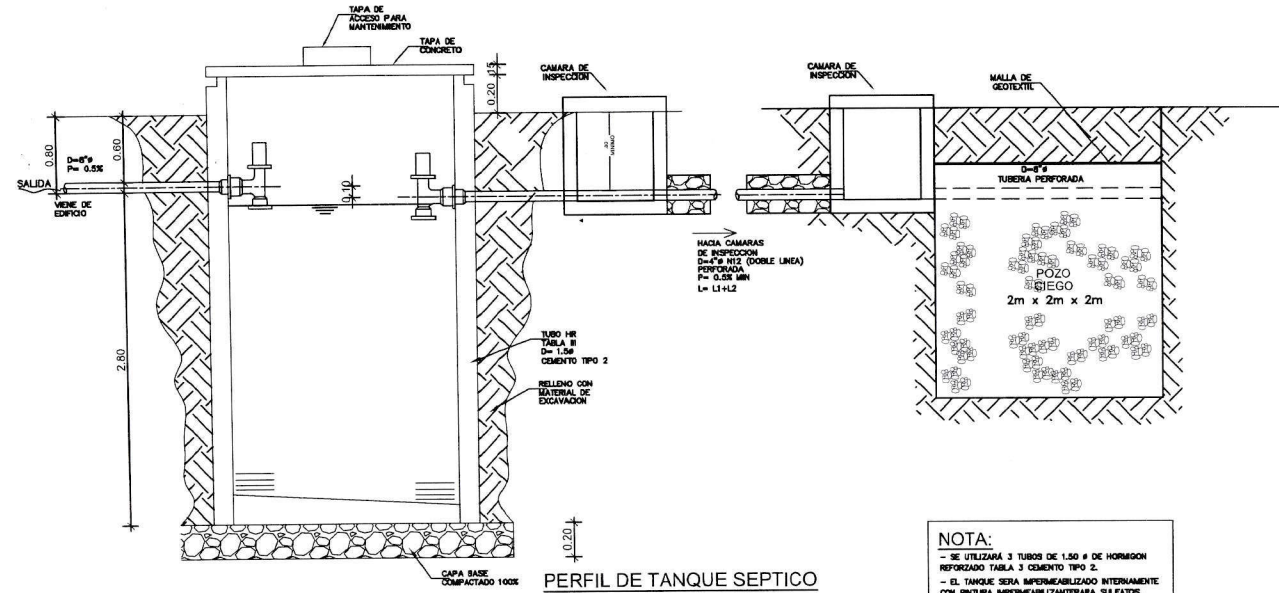 TAPA DE
ACCESO PARA
MANTENIMIENTO
TAPA DE
CONCRETO
.15
0.20
CAMARA DE
INSPECCION
CAMARA DE
INSPECCION
MALLA DE
GEOTEXTIL
0.80
0.60
D=6"ø
P= 0.5%
SALIDA
VIENE DE
EDIFICIO
0.10
D=6"ø
TUBERIA PERFORADA
HACIA CAMARAS
DE INSPECCION
D=4"ø N12 (DOBLE LINEA)
PERFORADA
P= 0.5% MIN
L= L1+L2
POZO
CIEGO
2m x 2m x 2m
2.80
TUBO HR
TABLA III
D= 1.5ø
CEMENTO TIPO 2
RELLENO CON
MATERIAL DE
EXCAVACION
0.20
CAPA BASE
COMPACTADO 100%
PERFIL DE TANQUE SEPTICO
NOTA:
- SE UTILIZARÁ 3 TUBOS DE 1.50 ø DE HORMIGON
REFORZADO TABLA 3 CEMENTO TIPO 2.
- EL TANQUE SERA IMPERMEABILIZADO INTERNAMENTE
CON PINTURA IMPERMEABILIZANTEPARA SULFATOS